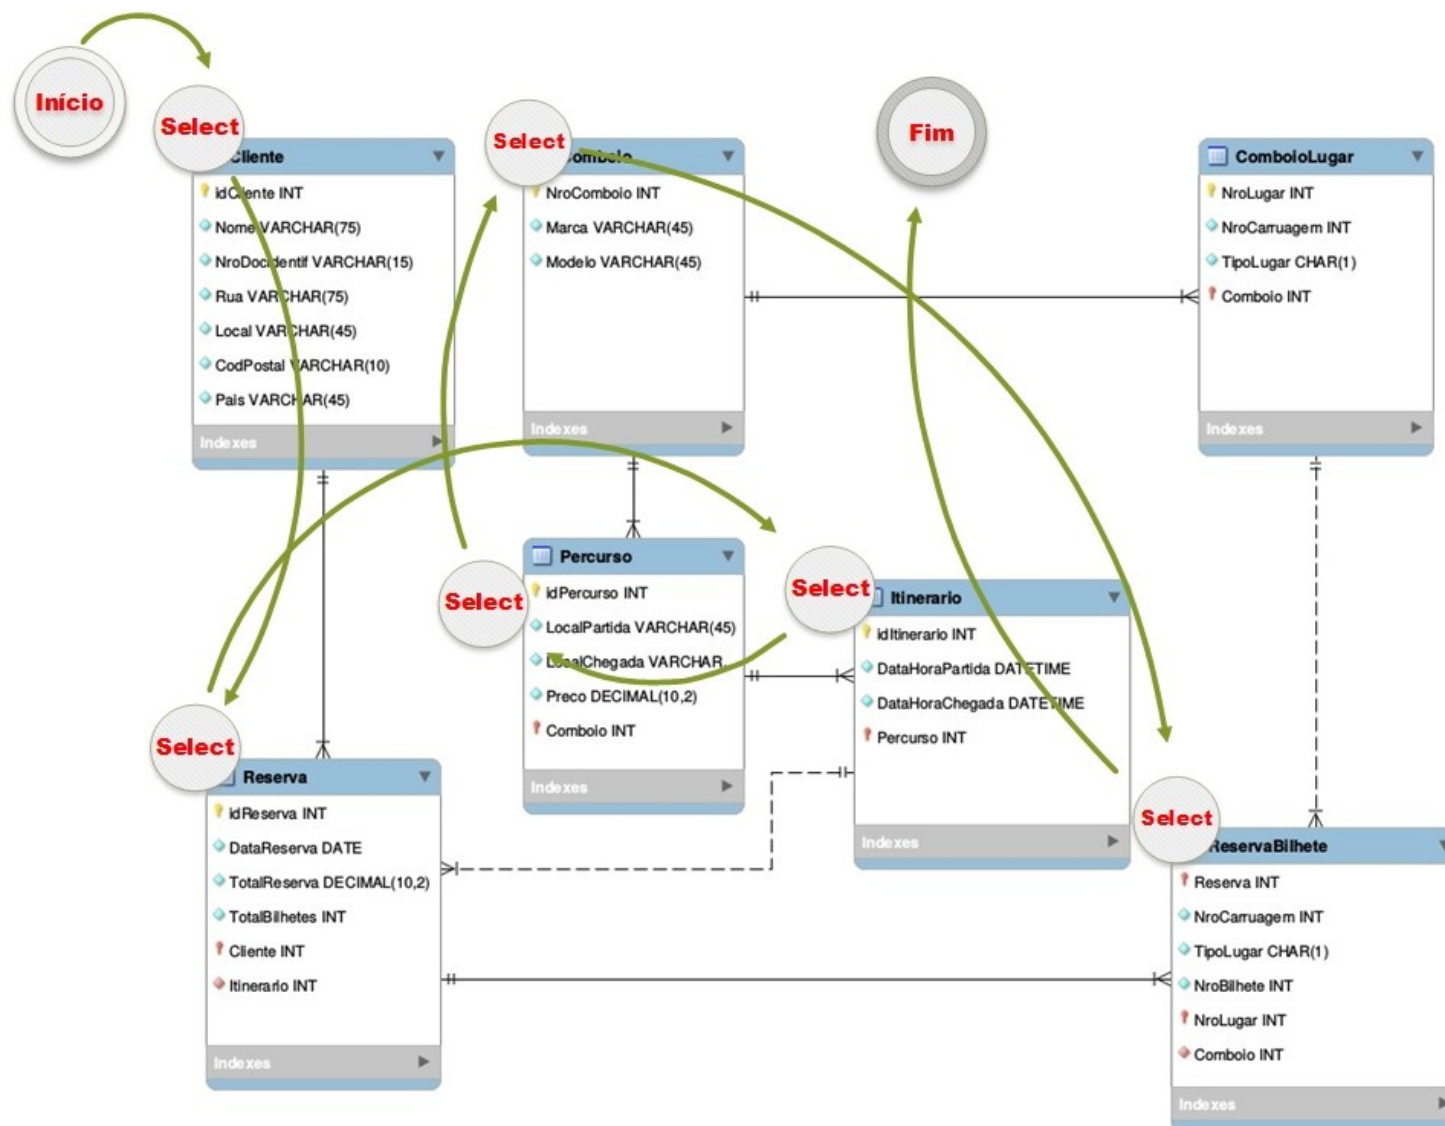 Início
Select
Cliente
idCliente INT
Nome VARCHAR(75)
NroDocIdentif VARCHAR(15)
Rua VARCHAR(75)
Local VARCHAR(45)
CodPostal VARCHAR(10)
Pais VARCHAR(45)
Indexes
Select
Comboio
NroComboio INT
Marca VARCHAR(45)
Modelo VARCHAR(45)
Indexes
Fim
ComboioLugar
NroLugar INT
NroCarruagem INT
TipoLugar CHAR(1)
Comboio INT
Indexes
Select
Percurso
idPercurso INT
LocalPartida VARCHAR(45)
LocalChegada VARCHAR...
Preco DECIMAL(10,2)
Comboio INT
Indexes
Select
Itinerario
idItinerario INT
DataHoraPartida DATETIME
DataHoraChegada DATETIME
Percurso INT
Indexes
Select
Reserva
idReserva INT
DataReserva DATE
TotalReserva DECIMAL(10,2)
TotalBilhetes INT
Cliente INT
Itinerario INT
Indexes
Select
ReservaBilhete
Reserva INT
NroCarruagem INT
TipoLugar CHAR(1)
NroBilhete INT
NroLugar INT
Comboio INT
Indexes